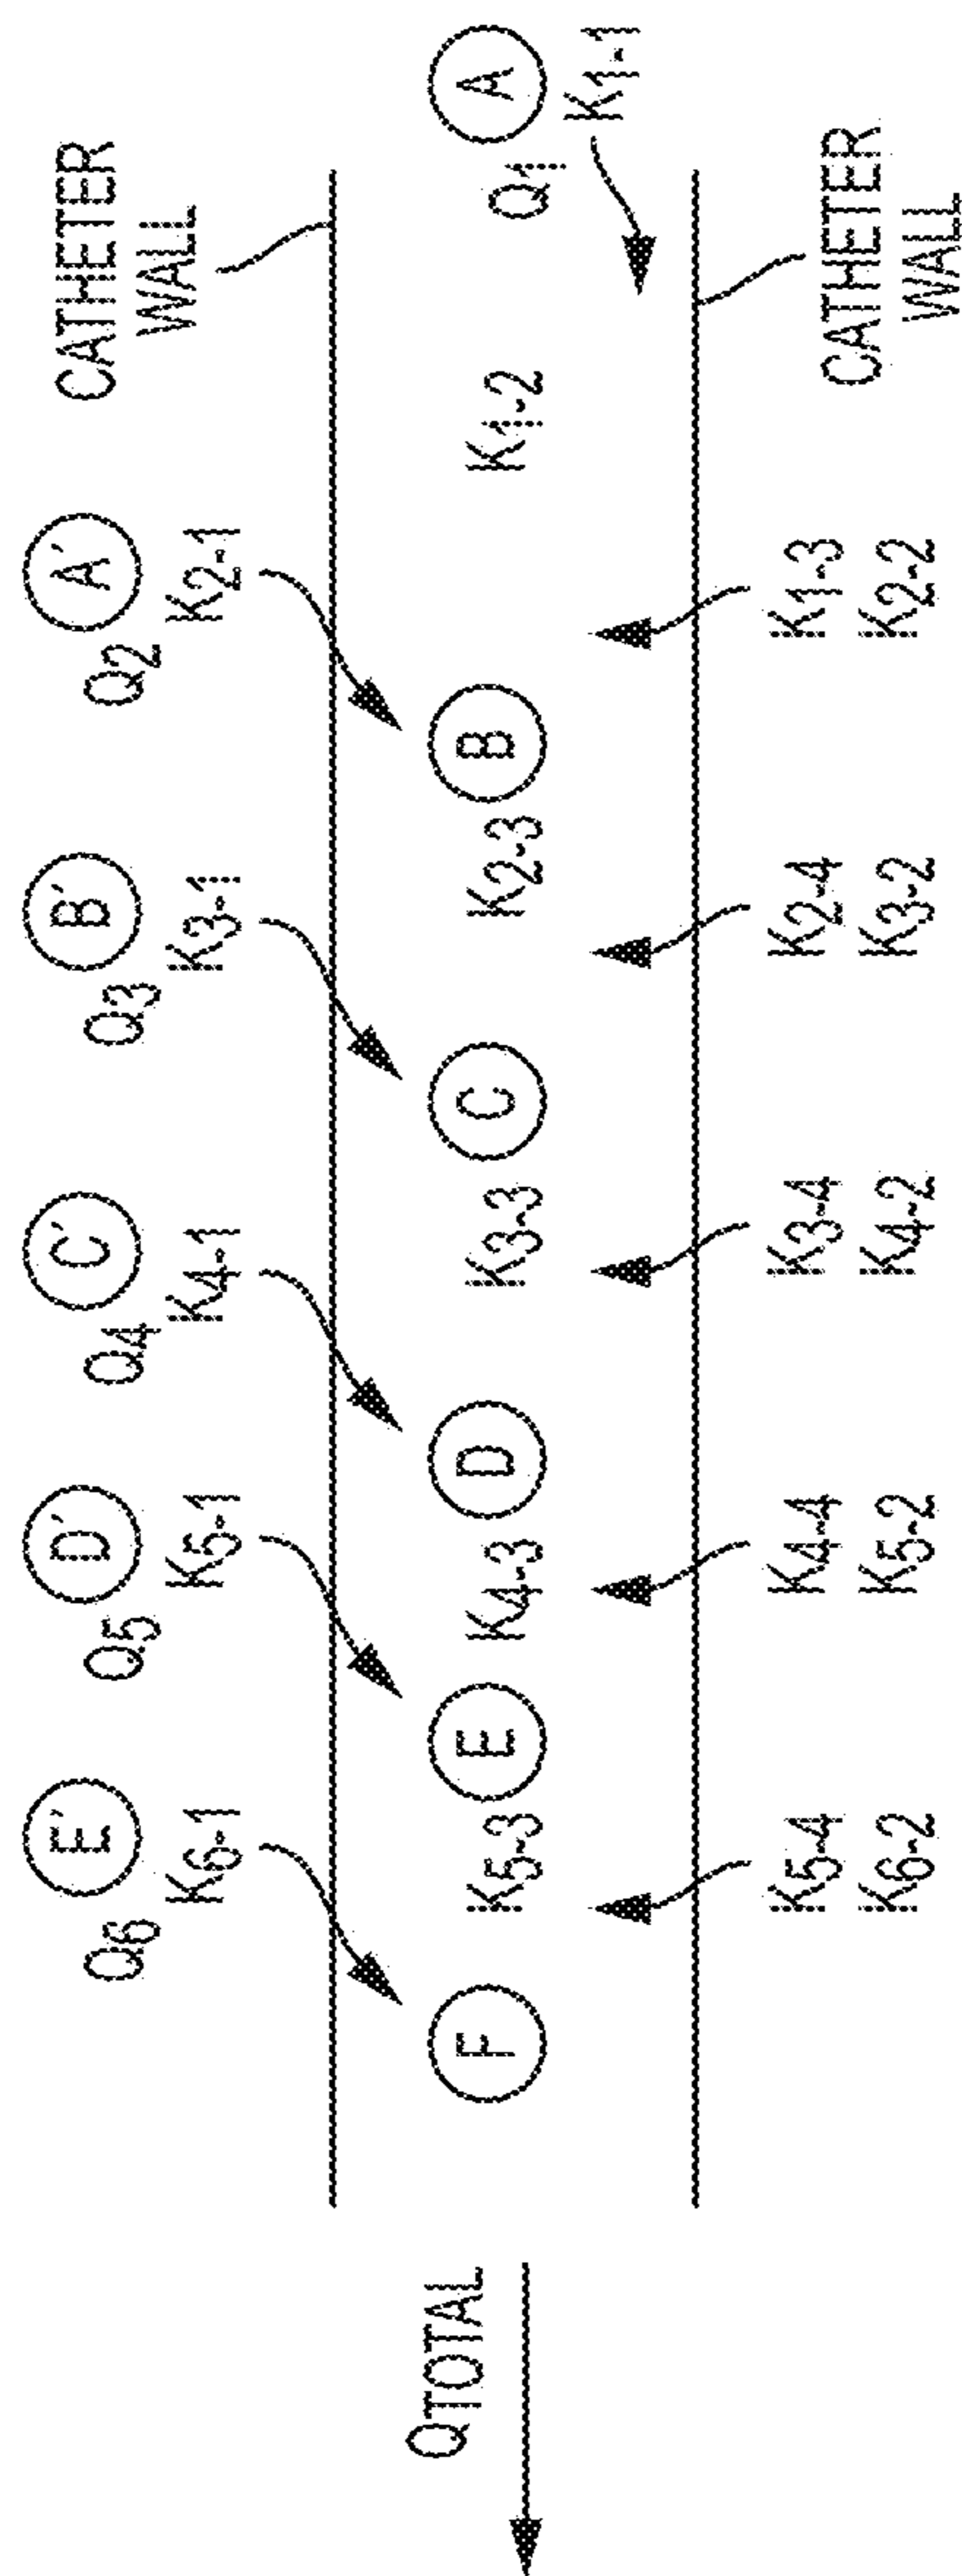 E′
Q6
K6-1
D′
Q5
K5-1
C′
Q4
K4-1
B′
Q3
K3-1
A′
Q2
K2-1
CATHETER
WALL
QTOTAL
F
K5-3
E
K4-3
D
K3-3
C
K2-3
B
K1-2
Q1
A
K1-1
K5-4
K6-2
K4-4
K5-2
K3-4
K4-2
K2-4
K3-2
K1-3
K2-2
CATHETER
WALL